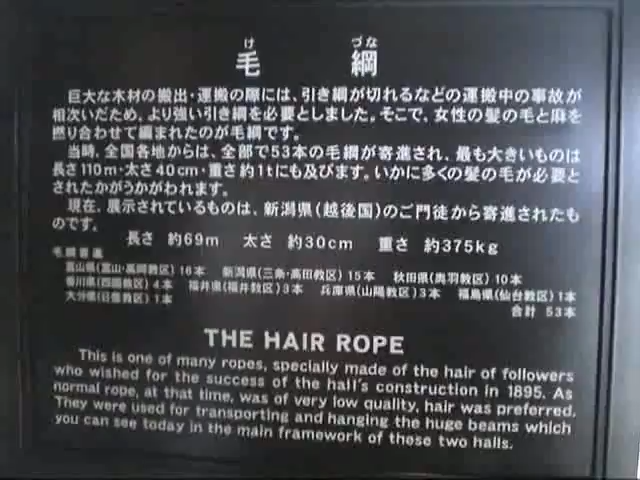 け づな
毛 綱
巨大な木材の搬出・運搬の際には、引き綱が切れるなどの運搬中の事故が
相次いだため、より強い引き綱を必要としました。そこで、女性の髪の毛と麻を
撚り合わせて編まれたのが毛綱です。
当時、全国各地からは、全部で53本の毛綱が寄進され、最も大きいものは
長さ110m・太さ40cm・重さ約1tにも及びます。いかに多くの髪の毛が必要と
されたかがうかがわれます。
現在、展示されているものは、新潟県(越後国)のご門徒から寄進されたも
のです。
長さ 約69m 太さ 約30cm 重さ 約375kg
毛綱寄進
富山県(富山・高岡教区) 16本 新潟県(三条・高田教区) 15本 秋田県(奥羽教区) 10本
香川県(四国教区) 4本 福井県(福井教区) 3本 兵庫県(山陽教区) 3本 福島県(仙台教区) 1本
大分県(日豊教区) 1本
合計 53本
THE HAIR ROPE
This is one of many ropes, specially made of the hair of followers
who wished for the success of the hall's construction in 1895. As
normal rope, at that time, was of very low quality, hair was preferred.
They were used for transporting and hanging the huge beams which
you can see today in the main framework of these two halls.